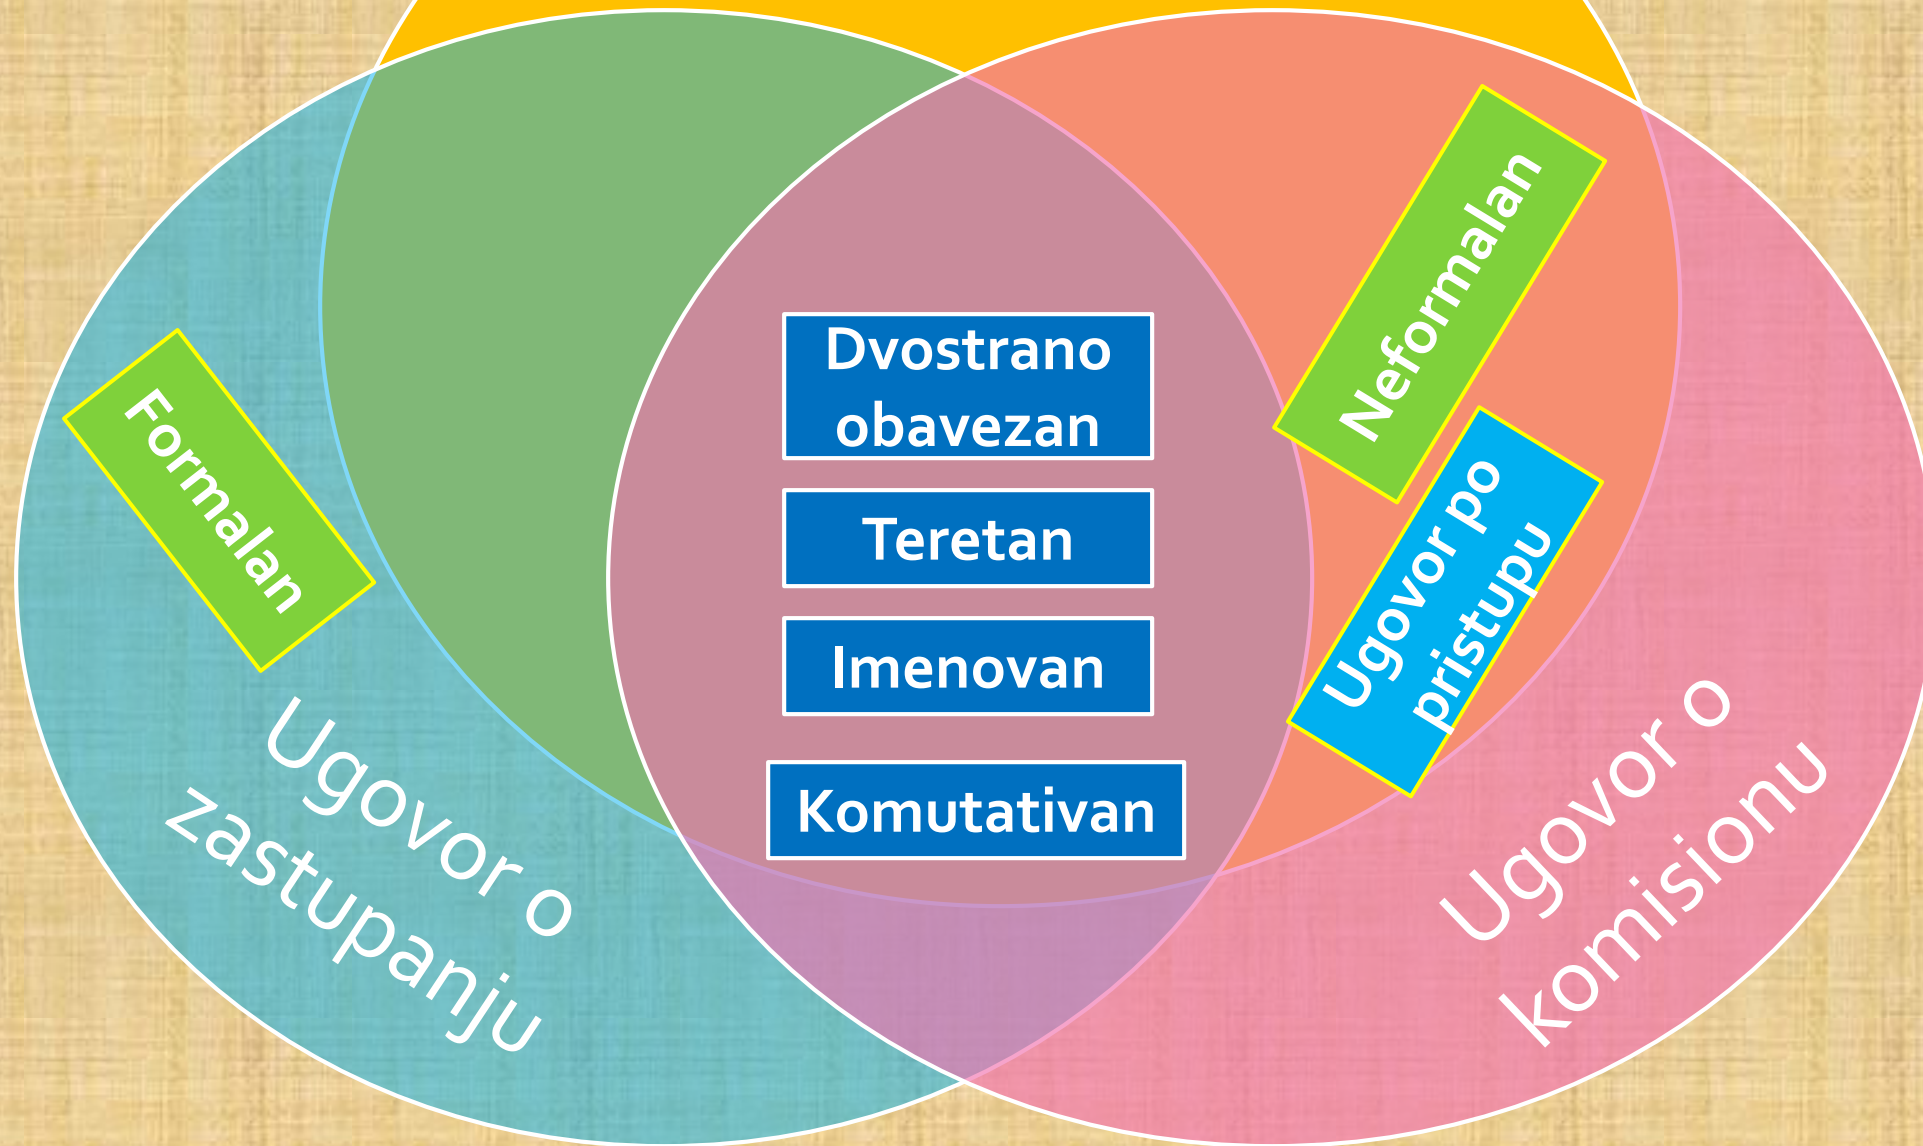 Dvostrano
obavezan
Teretan
Imenovan
Komutativan
Formalan
Neformalan
Ugovor po
pristupu
Ugovor o
zastupanju
Ugovor o
komisionu